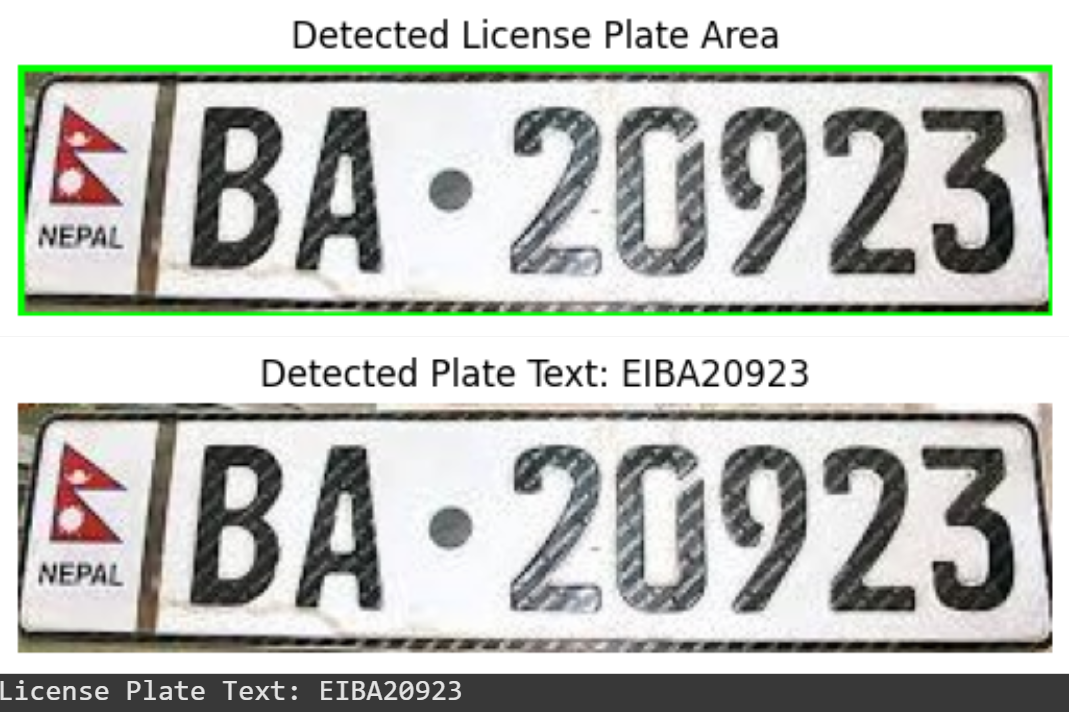 Detected License Plate Area
BA • 20923
NEPAL
Detected Plate Text: EIBA20923
BA • 20923
NEPAL
License Plate Text: EIBA20923